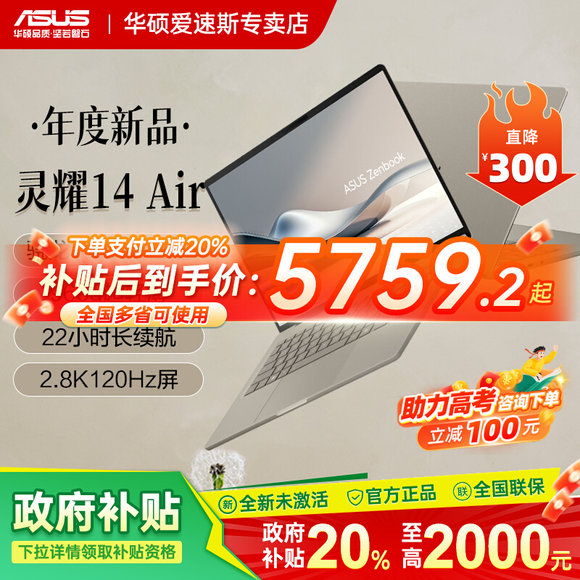 ASUS
华硕品质·坚若磐石
华硕爱速斯专卖店
·年度新品·
灵耀14 Air
直降
¥300
ASUS Zenbook
下单支付立减20%
补贴后到手价:5759.2起
全国多省可使用
22小时长续航
2.8K120Hz屏
助力高考 咨询下单
立减100元
政府补贴
下拉详情领取补贴资格
新 全新未激活
官方正品
联 全国联保
政府补贴20% 至高2000元